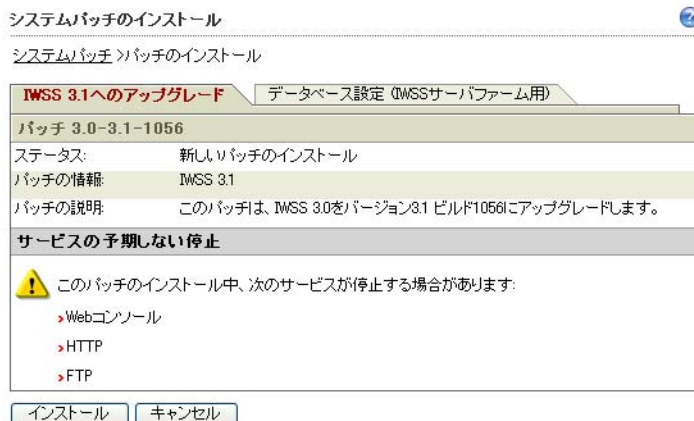 システムパッチのインストール
システムパッチ >パッチのインストール
IWSS 3.1へのアップグレード データベース設定 (IWSSサーバファーム用)
パッチ 3.0-3.1-1056
ステータス: 新しいパッチのインストール
パッチの情報: IWSS 3.1
パッチの説明: このパッチは、IWSS 3.0をバージョン3.1 ビルド1056にアップグレードします。
サービスの予期しない停止
このパッチのインストール中、次のサービスが停止する場合があります:
>Webコンソール
>HTTP
>FTP
インストール キャンセル